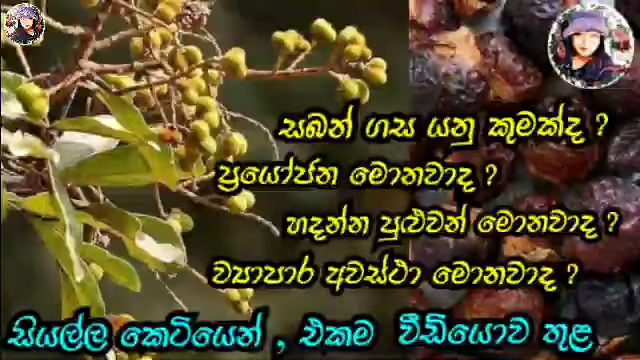 සබන් ගස යනු කුමක්ද ?
ප්‍රයෝජන මොනවාද ?
හදන්න පුළුවන් මොනවාද ?
ව්‍යාපාර අවස්ථා මොනවාද ?
සියල්ල කෙටියෙන් , එකම වීඩියොව තුළ